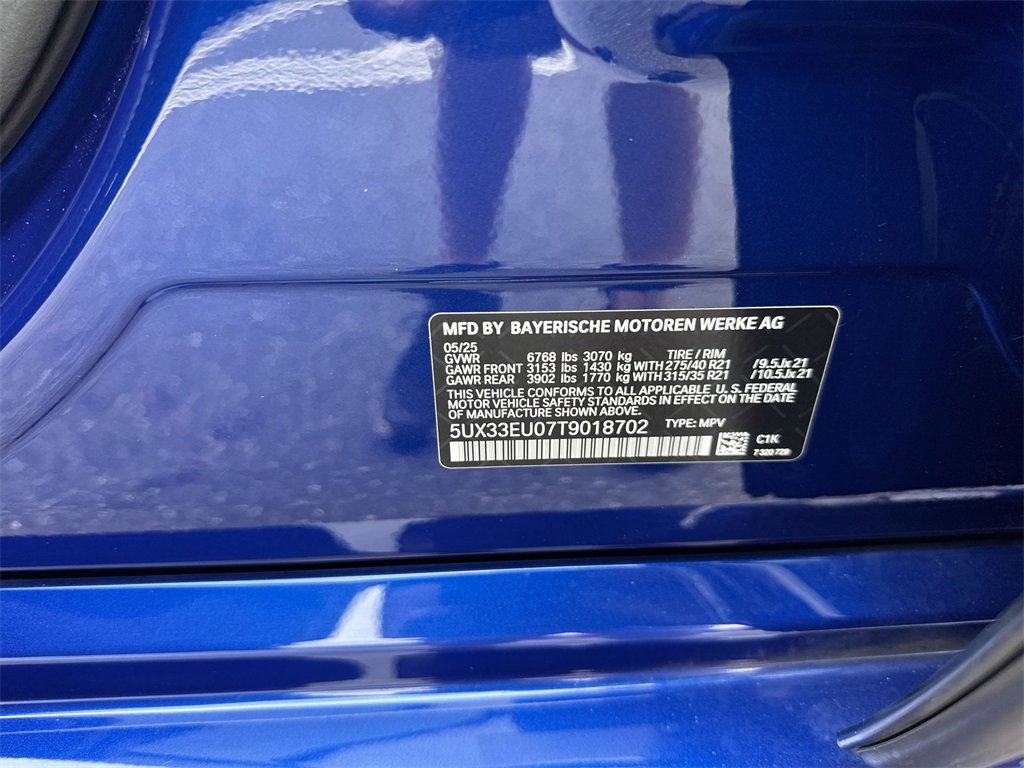 MFD BY BAYERISCHE MOTOREN WERKE AG
05/25
GVWR 6768 lbs 3070 kg TIRE / RIM
GAWR FRONT 3153 lbs 1430 kg WITH 275/40 R21 /9.5Jx21
GAWR REAR 3902 lbs 1770 kg WITH 315/35 R21 /10.5Jx21
THIS VEHICLE CONFORMS TO ALL APPLICABLE U.S. FEDERAL
MOTOR VEHICLE SAFETY STANDARDS IN EFFECT ON THE DATE
OF MANUFACTURE SHOWN ABOVE.
5UX33EU07T9018702 TYPE: MPV
C1K
7 320 729